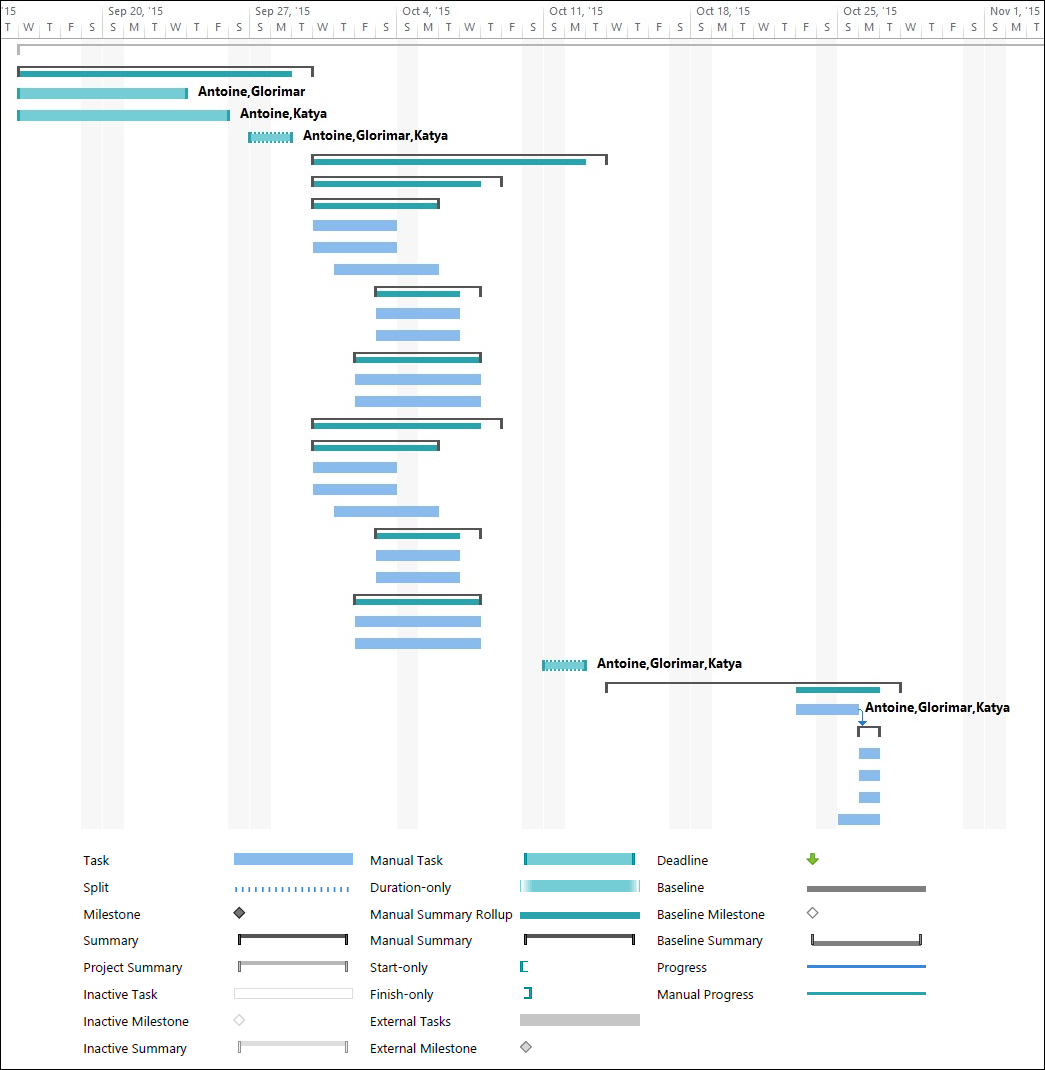 '15 Sep 20, '15 Sep 27, '15 Oct 4, '15 Oct 11, '15 Oct 18, '15 Oct 25, '15 Nov 1, '15
T W T F S S M T W T F S S M T W T F S S M T W T F S S M T W T F S S M T W T F S S M T W T F S S M T
Antoine,Glorimar
Antoine,Katya
Antoine,Glorimar,Katya
Antoine,Glorimar,Katya
Antoine,Glorimar,Katya
Task Manual Task Deadline
Split Duration-only Baseline
Milestone Manual Summary Rollup Baseline Milestone
Summary Manual Summary Baseline Summary
Project Summary Start-only Progress
Inactive Task Finish-only Manual Progress
Inactive Milestone External Tasks
Inactive Summary External Milestone